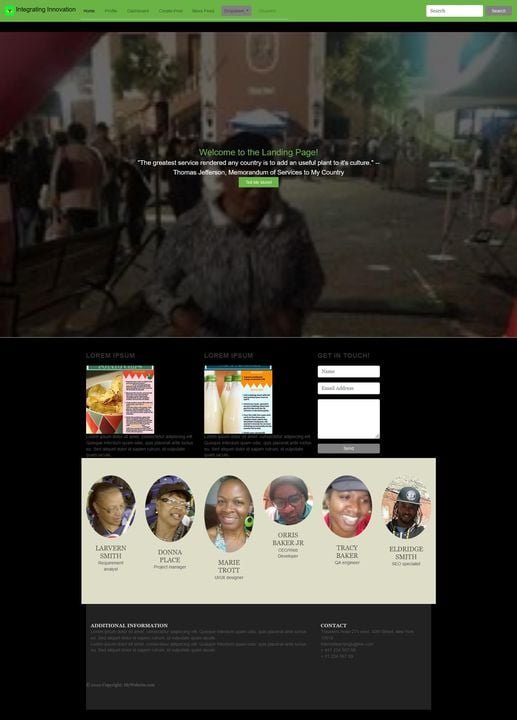 Integrating Innovation
Home
Profile
Dashboard
Create Post
News Feed
Dropdown
Disabled
Search
Search
Welcome to the Landing Page!
"The greatest service rendered any country is to add an useful plant to it's culture." --
Thomas Jefferson, Memorandum of Services to My Country
Tell Me More!
LOREM IPSUM
LOREM IPSUM
GET IN TOUCH!
Name
Email Address
Send
Lorem ipsum dolor sit amet, consectetur adipiscing elit.
Quisque interdum quam odio, quis placerat ante luctus
eu. Sed aliquet dolor id sapien rutrum, id vulputate
quam iaculis.
Lorem ipsum dolor sit amet, consectetur adipiscing elit.
Quisque interdum quam odio, quis placerat ante luctus
eu. Sed aliquet dolor id sapien rutrum, id vulputate
quam iaculis.
LARVERN
SMITH
Requirement
analyst
DONNA
PLACE
Project manager
MARIE
TROTT
UI/UX designer
ORRIS
BAKER JR
CEO/Web
Developer
TRACY
BAKER
QA engineer
ELDRIDGE
SMITH
SEO specialist
ADDITIONAL INFORMATION
Lorem ipsum dolor sit amet, consectetur adipiscing elit. Quisque interdum quam odio, quis placerat ante luctus
eu. Sed aliquet dolor id sapien rutrum, id vulputate quam iaculis.
Lorem ipsum dolor sit amet, consectetur adipiscing elit. Quisque interdum quam odio, quis placerat ante luctus
eu. Sed aliquet dolor id sapien rutrum, id vulputate quam iaculis.
CONTACT
New York
+ 01 234 567 89
© 2020 Copyright: MyWebsite.com